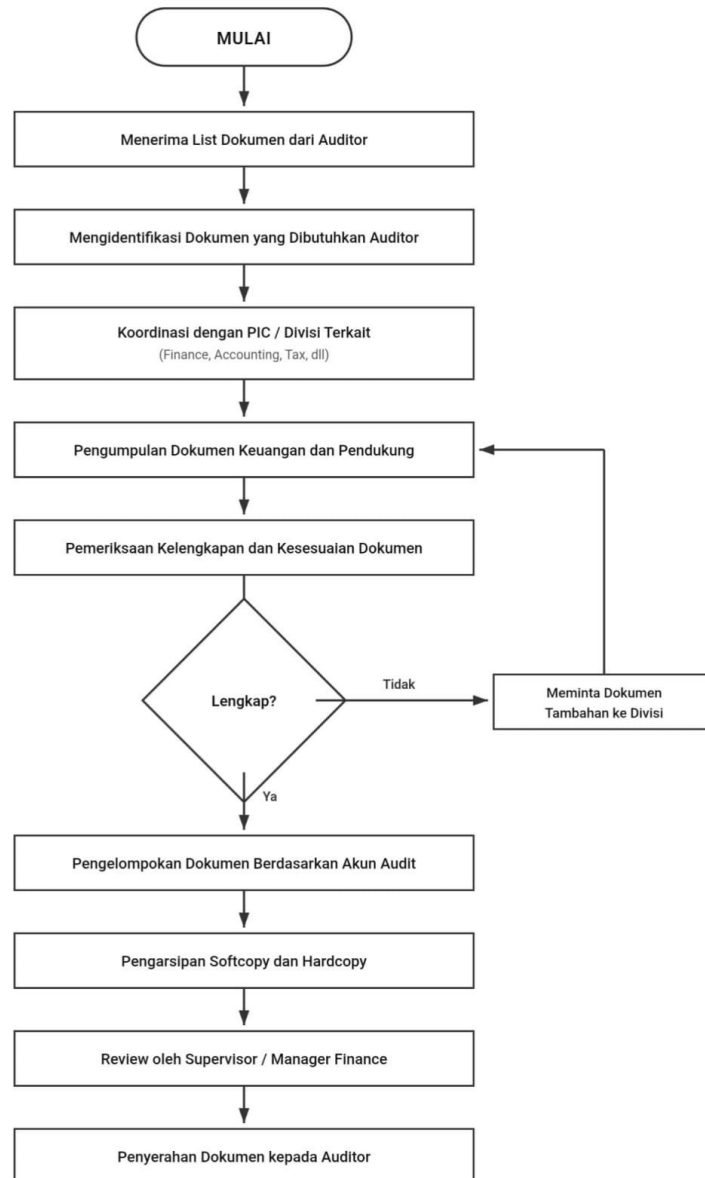 MULAI
Menerima List Dokumen dari Auditor
Mengidentifikasi Dokumen yang Dibutuhkan Auditor
Koordinasi dengan PIC / Divisi Terkait
(Finance, Accounting, Tax, dll)
Pengumpulan Dokumen Keuangan dan Pendukung
Pemeriksaan Kelengkapan dan Kesesuaian Dokumen
Lengkap?
Tidak
Meminta Dokumen
Tambahan ke Divisi
Ya
Pengelompokan Dokumen Berdasarkan Akun Audit
Pengarsipan Softcopy dan Hardcopy
Review oleh Supervisor / Manager Finance
Penyerahan Dokumen kepada Auditor